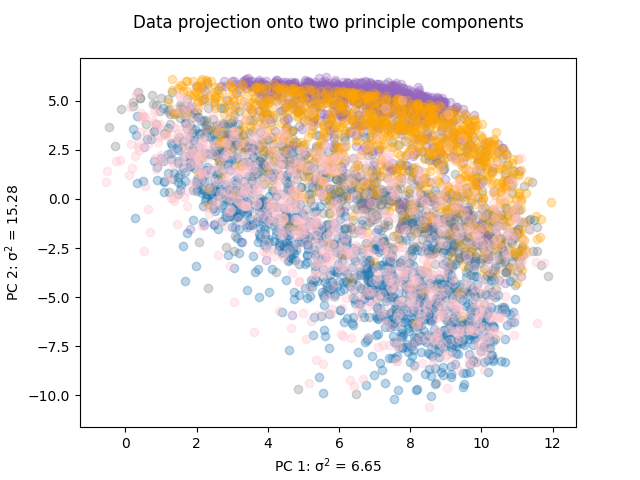 Data projection onto two principle components
PC 2: σ² = 15.28
5.0
2.5
0.0
−2.5
−5.0
−7.5
−10.0
0 2 4 6 8 10 12
PC 1: σ² = 6.65